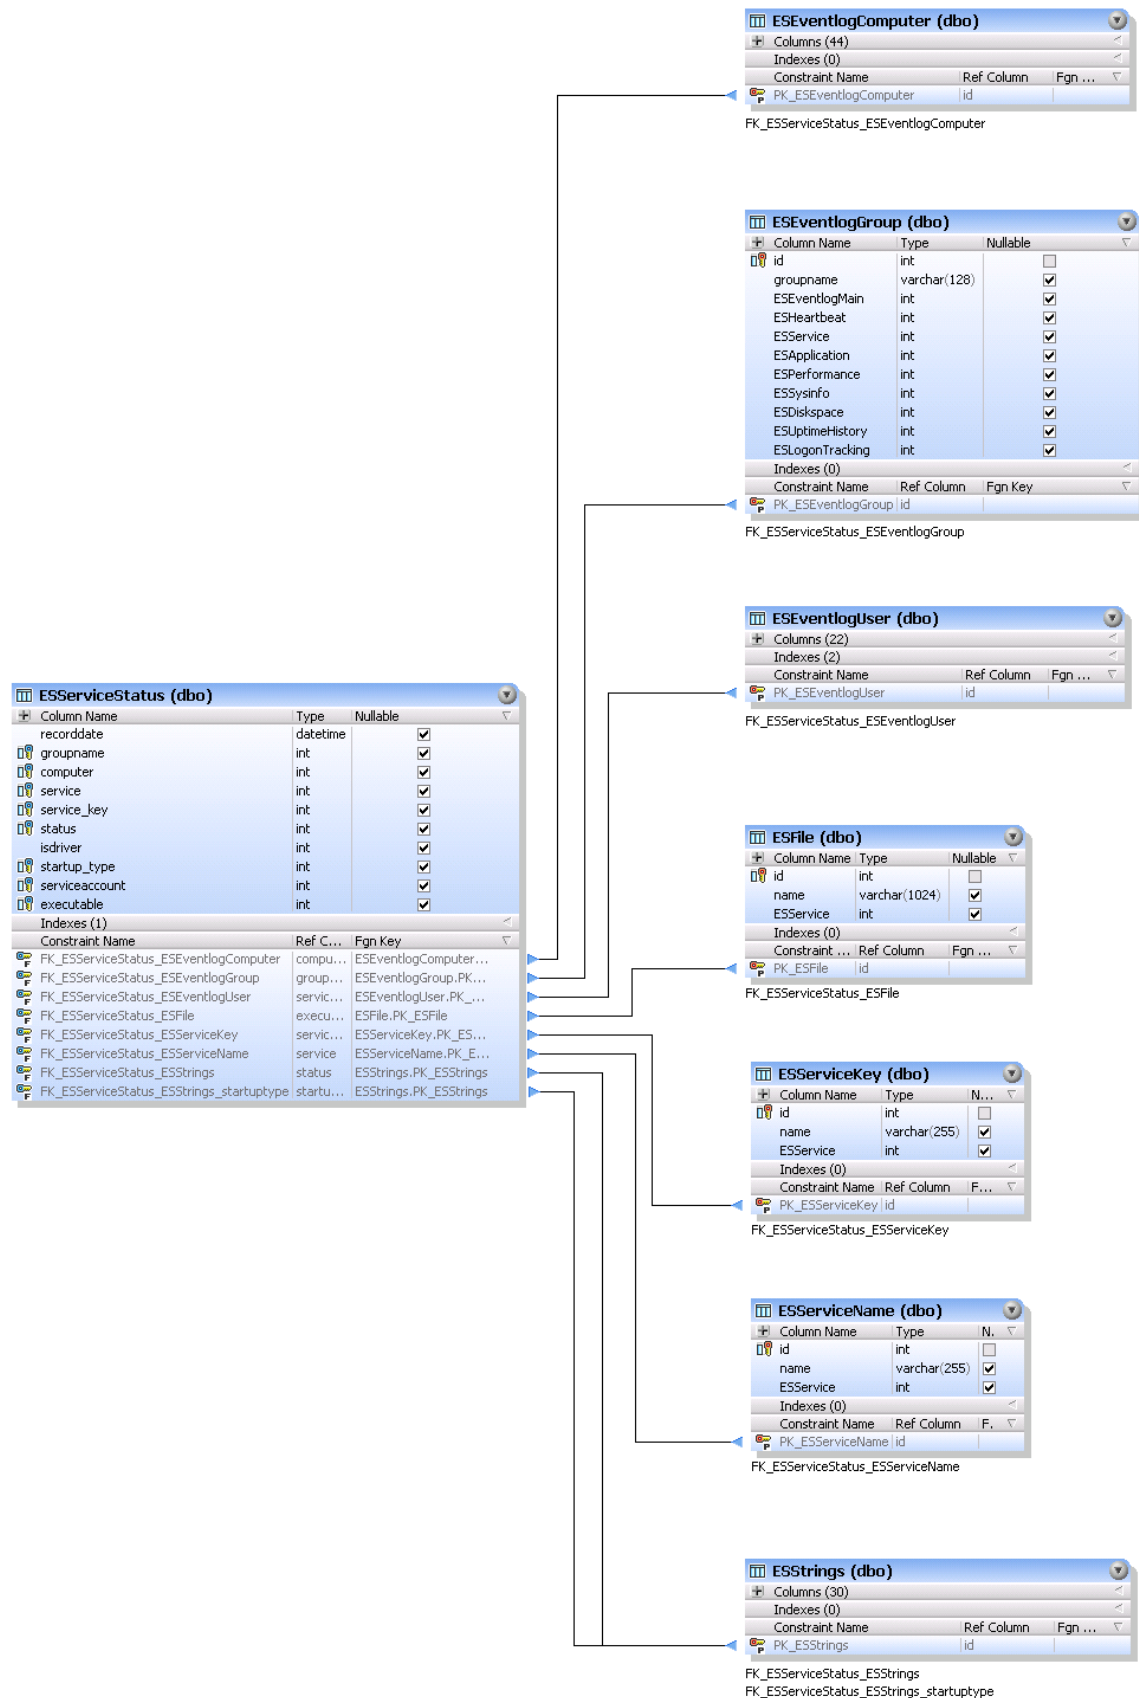 ESEventlogComputer (dbo)
Columns (44)
Indexes (0)
Constraint Name Ref Column Fgn ...
PK_ESEventlogComputer id
FK_ESServiceStatus_ESEventlogComputer
ESEventlogGroup (dbo)
Column Name Type Nullable
id int
groupname varchar(128)
ESEventlogMain int
ESHeartbeat int
ESService int
ESApplication int
ESPerformance int
ESSysinfo int
ESDiskspace int
ESUptimeHistory int
ESLogonTracking int
Indexes (0)
Constraint Name Ref Column Fgn Key
PK_ESEventlogGroup id
FK_ESServiceStatus_ESEventlogGroup
ESEventlogUser (dbo)
Columns (22)
Indexes (2)
Constraint Name Ref Column Fgn ...
PK_ESEventlogUser id
FK_ESServiceStatus_ESEventlogUser
ESServiceStatus (dbo)
Column Name Type Nullable
recorddate datetime
groupname int
computer int
service int
service_key int
status int
isdriver int
startup_type int
serviceaccount int
executable int
Indexes (1)
Constraint Name Ref C... Fgn Key
FK_ESServiceStatus_ESEventlogComputer compu... ESEventlogComputer...
FK_ESServiceStatus_ESEventlogGroup group... ESEventlogGroup.PK...
FK_ESServiceStatus_ESEventlogUser servic... ESEventlogUser.PK_...
FK_ESServiceStatus_ESFile execu... ESFile.PK_ESFile
FK_ESServiceStatus_ESServiceKey servic... ESServiceKey.PK_ES...
FK_ESServiceStatus_ESServiceName service ESServiceName.PK_E...
FK_ESServiceStatus_ESStrings status ESStrings.PK_ESStrings
FK_ESServiceStatus_ESStrings_startuptype startu... ESStrings.PK_ESStrings
ESFile (dbo)
Column Name Type Nullable
id int
name varchar(1024)
ESService int
Indexes (0)
Constraint ... Ref Column Fgn ...
PK_ESFile id
FK_ESServiceStatus_ESFile
ESServiceKey (dbo)
Column Name Type N...
id int
name varchar(255)
ESService int
Indexes (0)
Constraint Name Ref Column F...
PK_ESServiceKey id
FK_ESServiceStatus_ESServiceKey
ESServiceName (dbo)
Column Name Type N.
id int
name varchar(255)
ESService int
Indexes (0)
Constraint Name Ref Column F.
PK_ESServiceName id
FK_ESServiceStatus_ESServiceName
ESStrings (dbo)
Columns (30)
Indexes (0)
Constraint Name Ref Column Fgn ...
PK_ESStrings id
FK_ESServiceStatus_ESStrings
FK_ESServiceStatus_ESStrings_startuptype